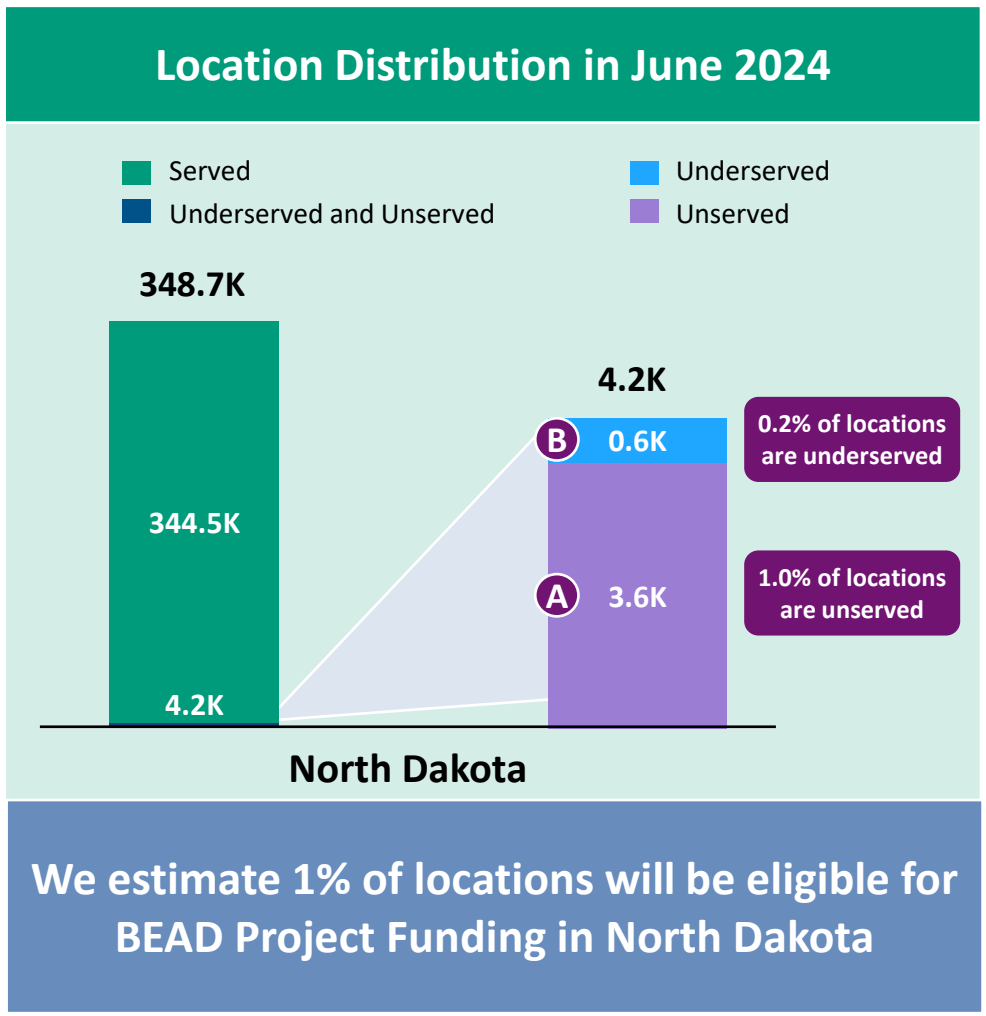 Location Distribution in June 2024
Served
Underserved
Underserved and Unserved
Unserved
348.7K
344.5K
4.2K
4.2K
B
0.6K
0.2% of locations
are underserved
A
3.6K
1.0% of locations
are unserved
North Dakota
We estimate 1% of locations will be eligible for
BEAD Project Funding in North Dakota